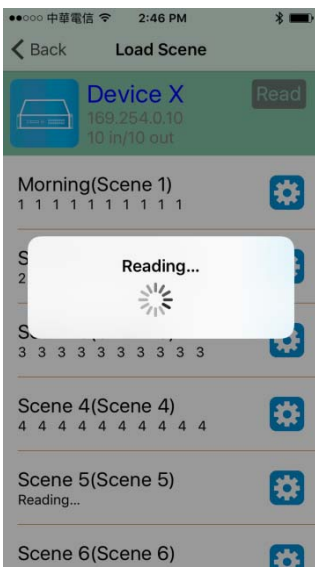 中華電信 2:46 PM
Back Load Scene
Device X
Read
169.254.0.10
10 in/10 out
Morning(Scene 1)
1 1 1 1 1 1 1 1 1 1
S
2
Reading...
S
3 3 3 3 3 3 3 3 3 3
Scene 4(Scene 4)
4 4 4 4 4 4 4 4 4 4
Scene 5(Scene 5)
Reading...
Scene 6(Scene 6)